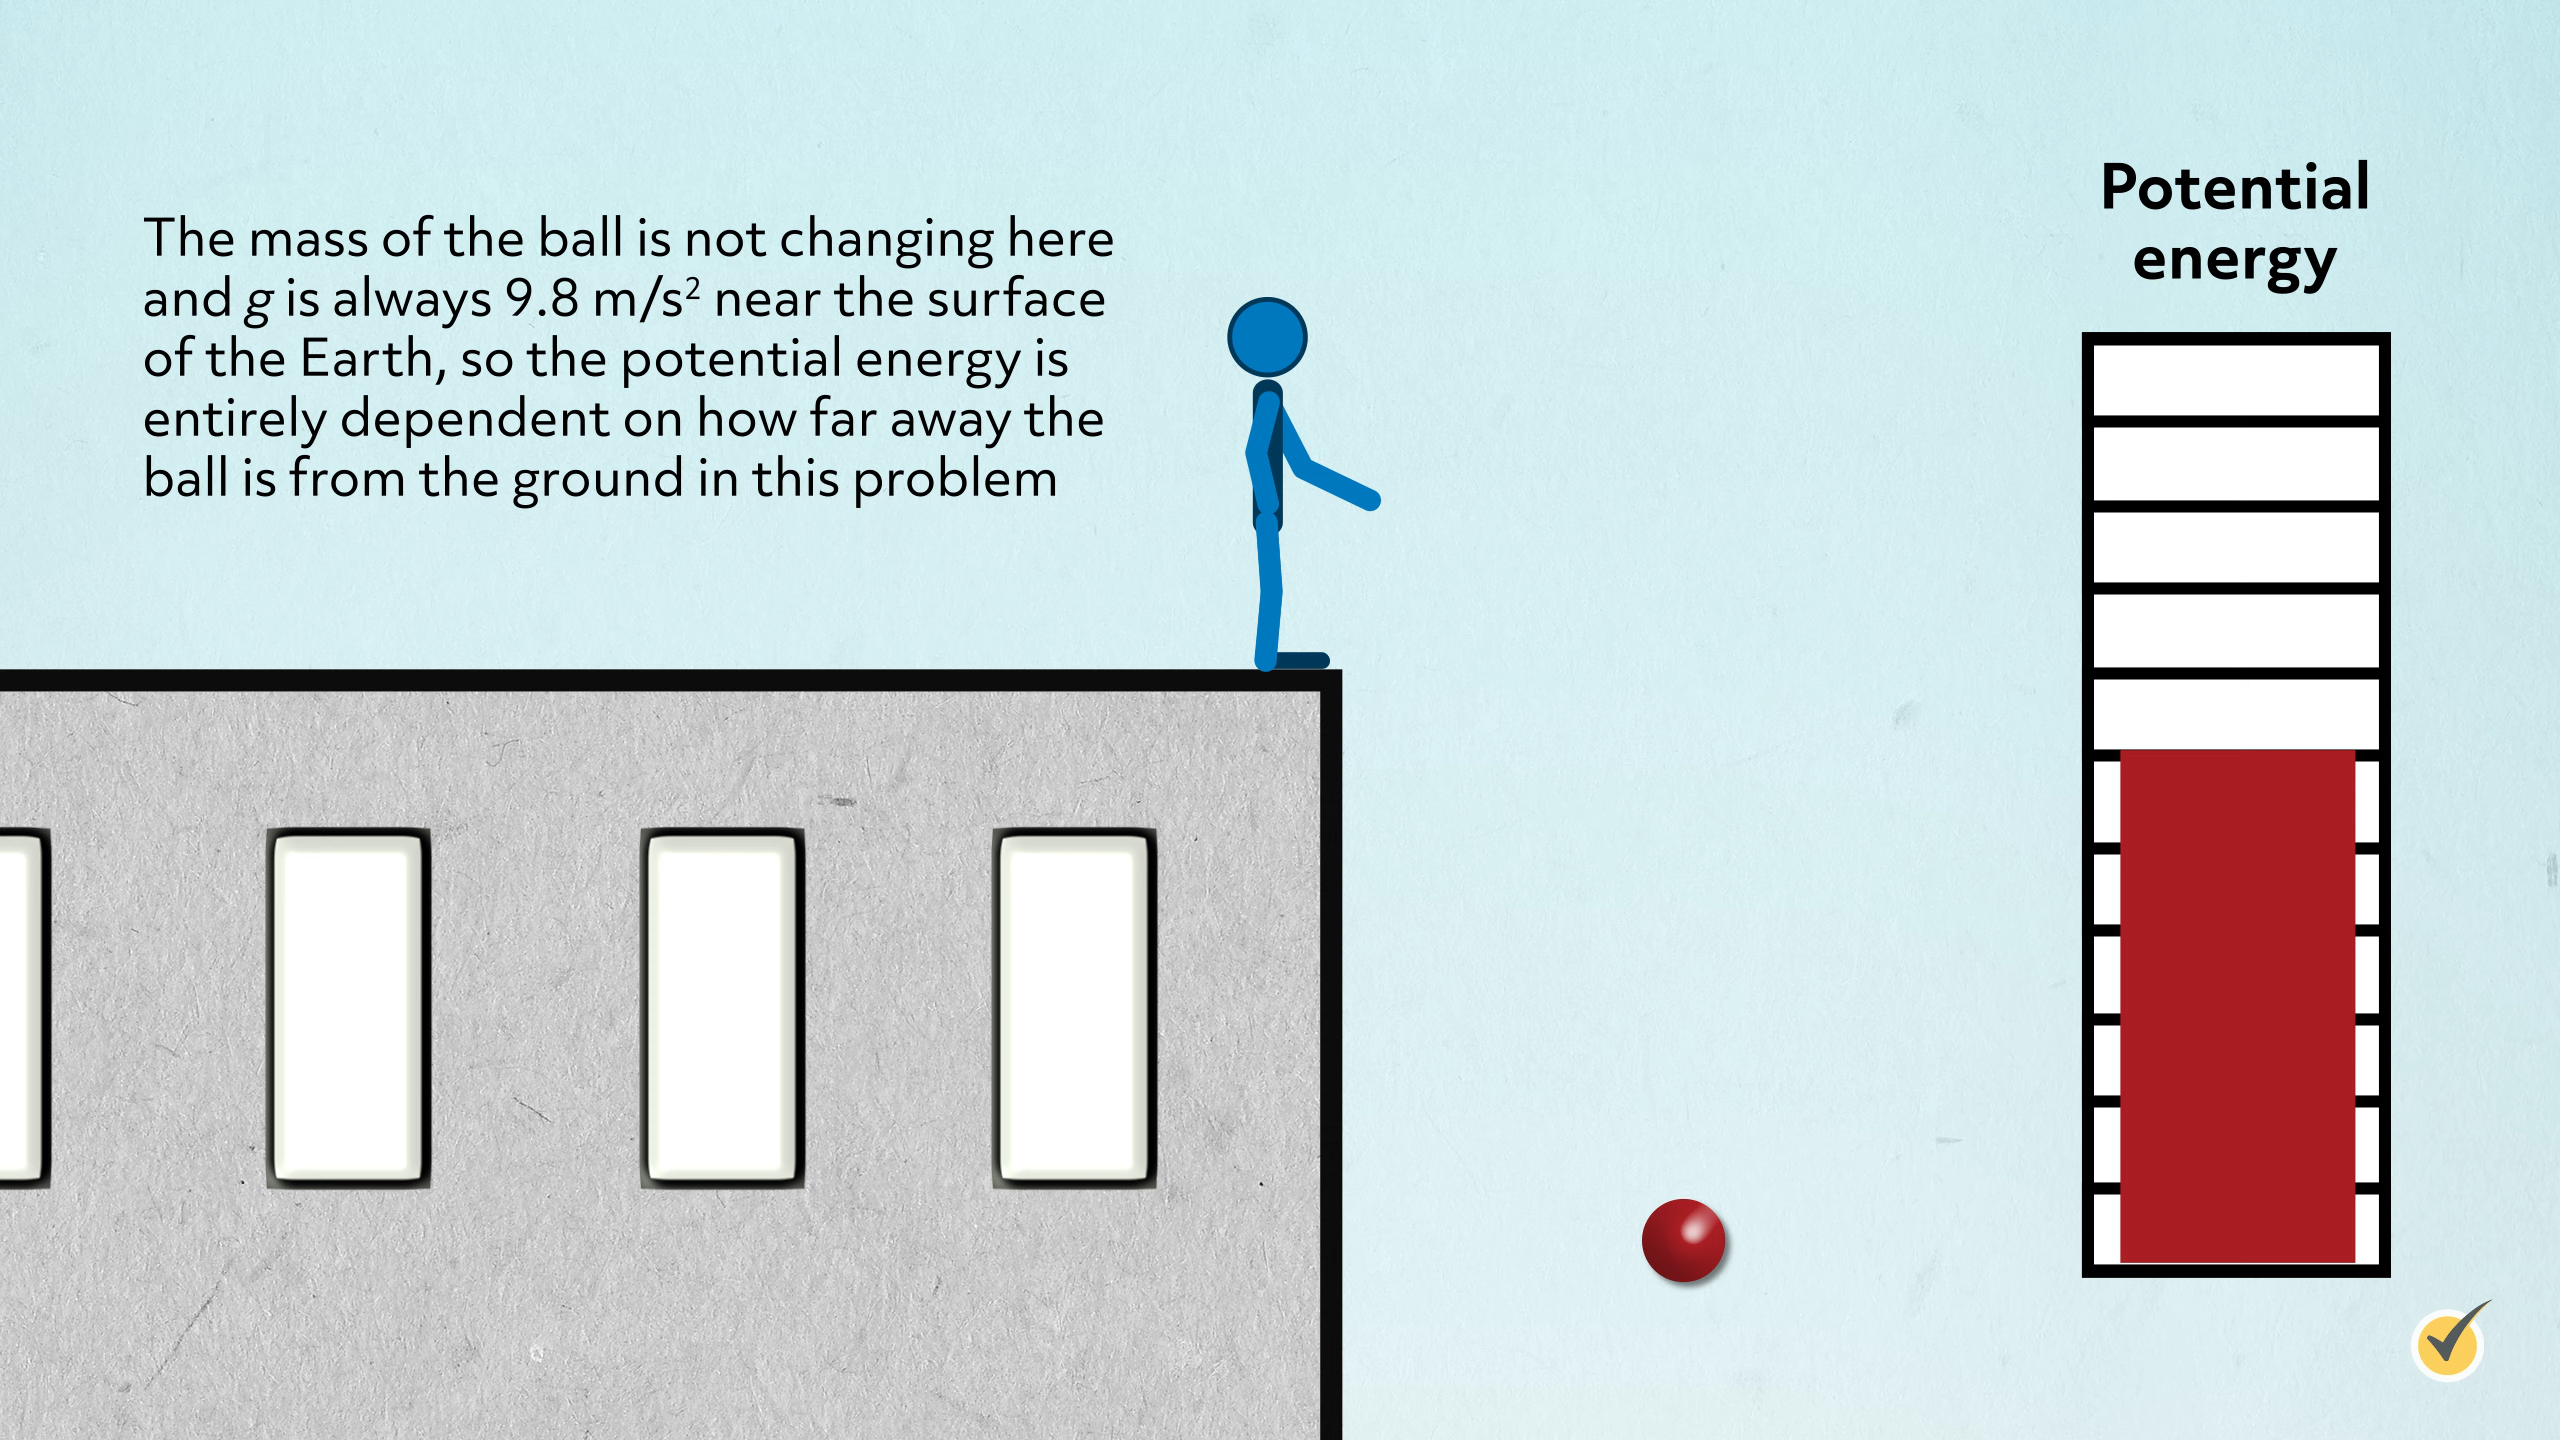 Potential
energy
The mass of the ball is not changing here
and g is always 9.8 m/s² near the surface
of the Earth, so the potential energy is
entirely dependent on how far away the
ball is from the ground in this problem